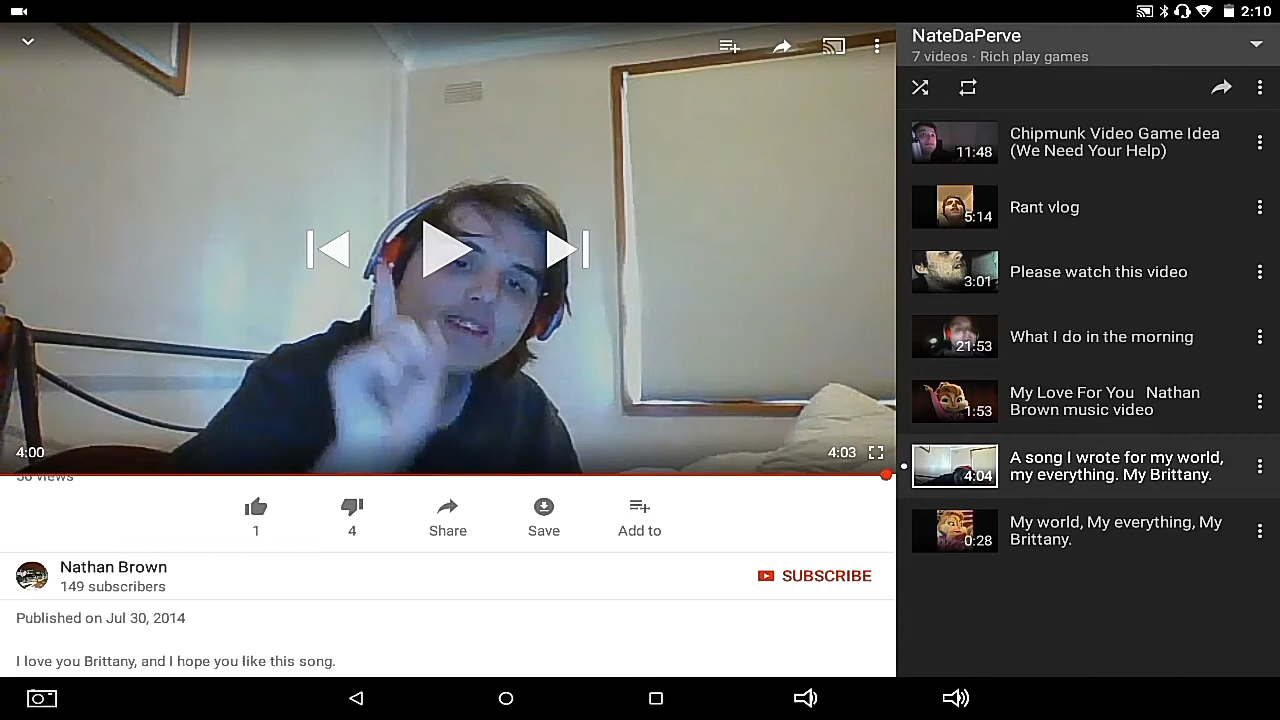 2:10
NateDaPerve
7 videos · Rich play games
11:48
Chipmunk Video Game Idea
(We Need Your Help)
5:14
Rant vlog
3:01
Please watch this video
21:53
What I do in the morning
1:53
My Love For You Nathan
Brown music video
4:04
A song I wrote for my world,
my everything. My Brittany.
0:28
My world, My everything, My
Brittany.
4:00
4:03
views
1
4
Share
Save
Add to
Nathan Brown
149 subscribers
SUBSCRIBE
Published on Jul 30, 2014
I love you Brittany, and I hope you like this song.